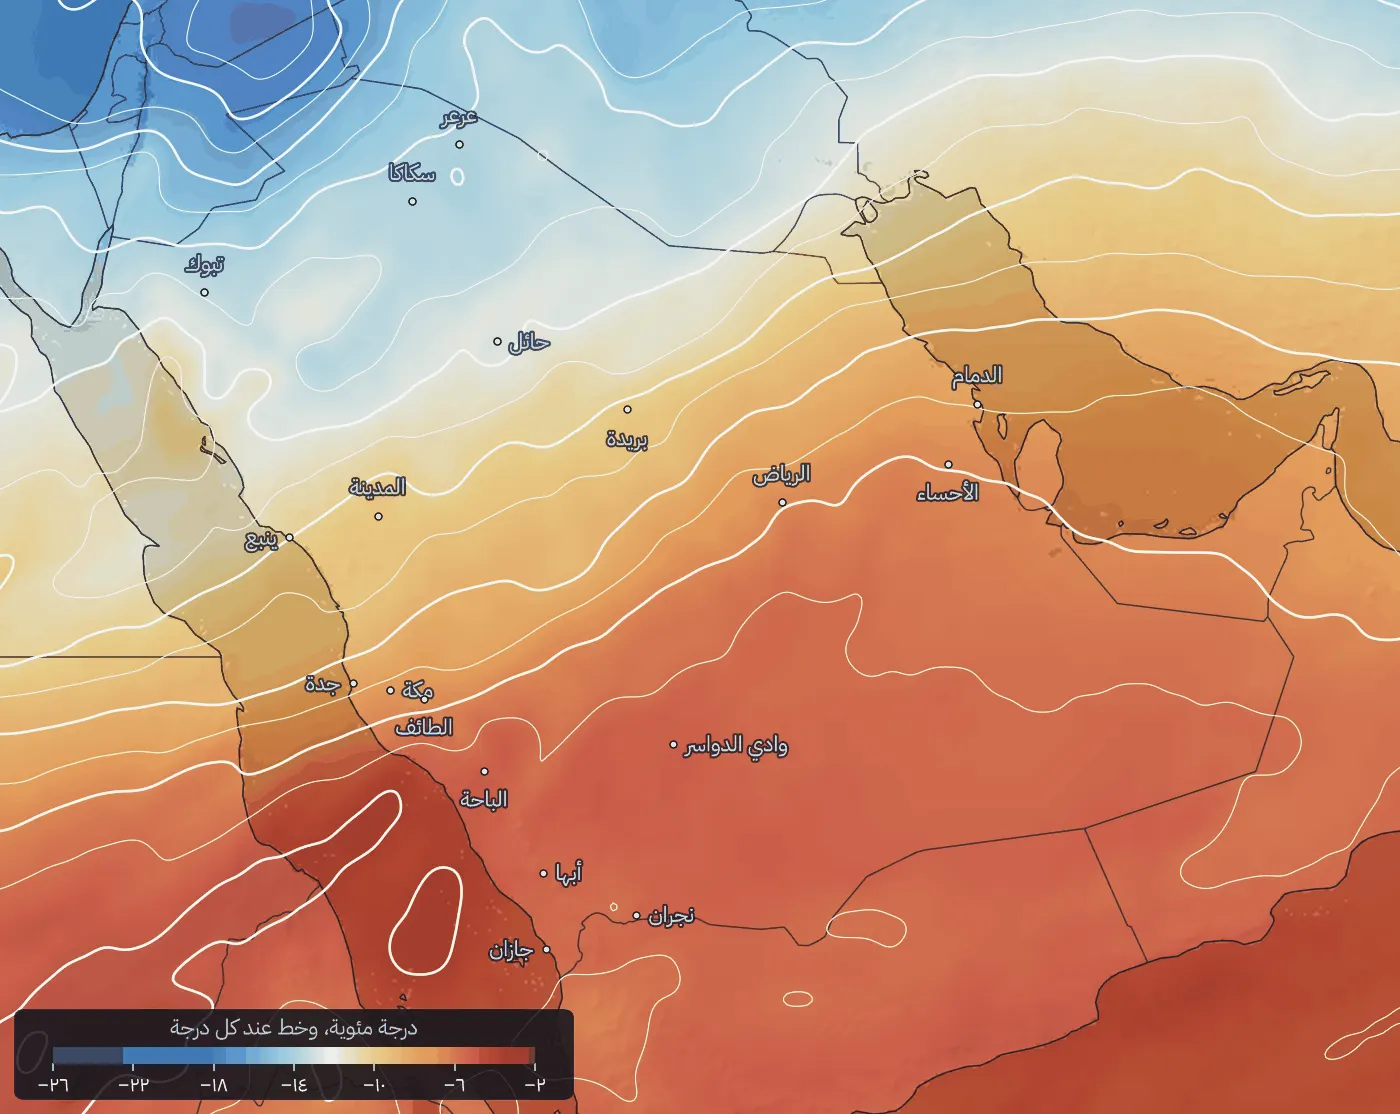 عرعر
سكاكا
تبوك
حائل
الدمام
بريدة
الرياض
الأحساء
المدينة
ينبع
جدة
مكة
الطائف
وادي الدواسر
الباحة
أبها
نجران
جازان
درجة مئوية، وخط عند كل درجة
−٢٦ −٢٢ −١٨ −١٤ −١٠ −٦ −٢